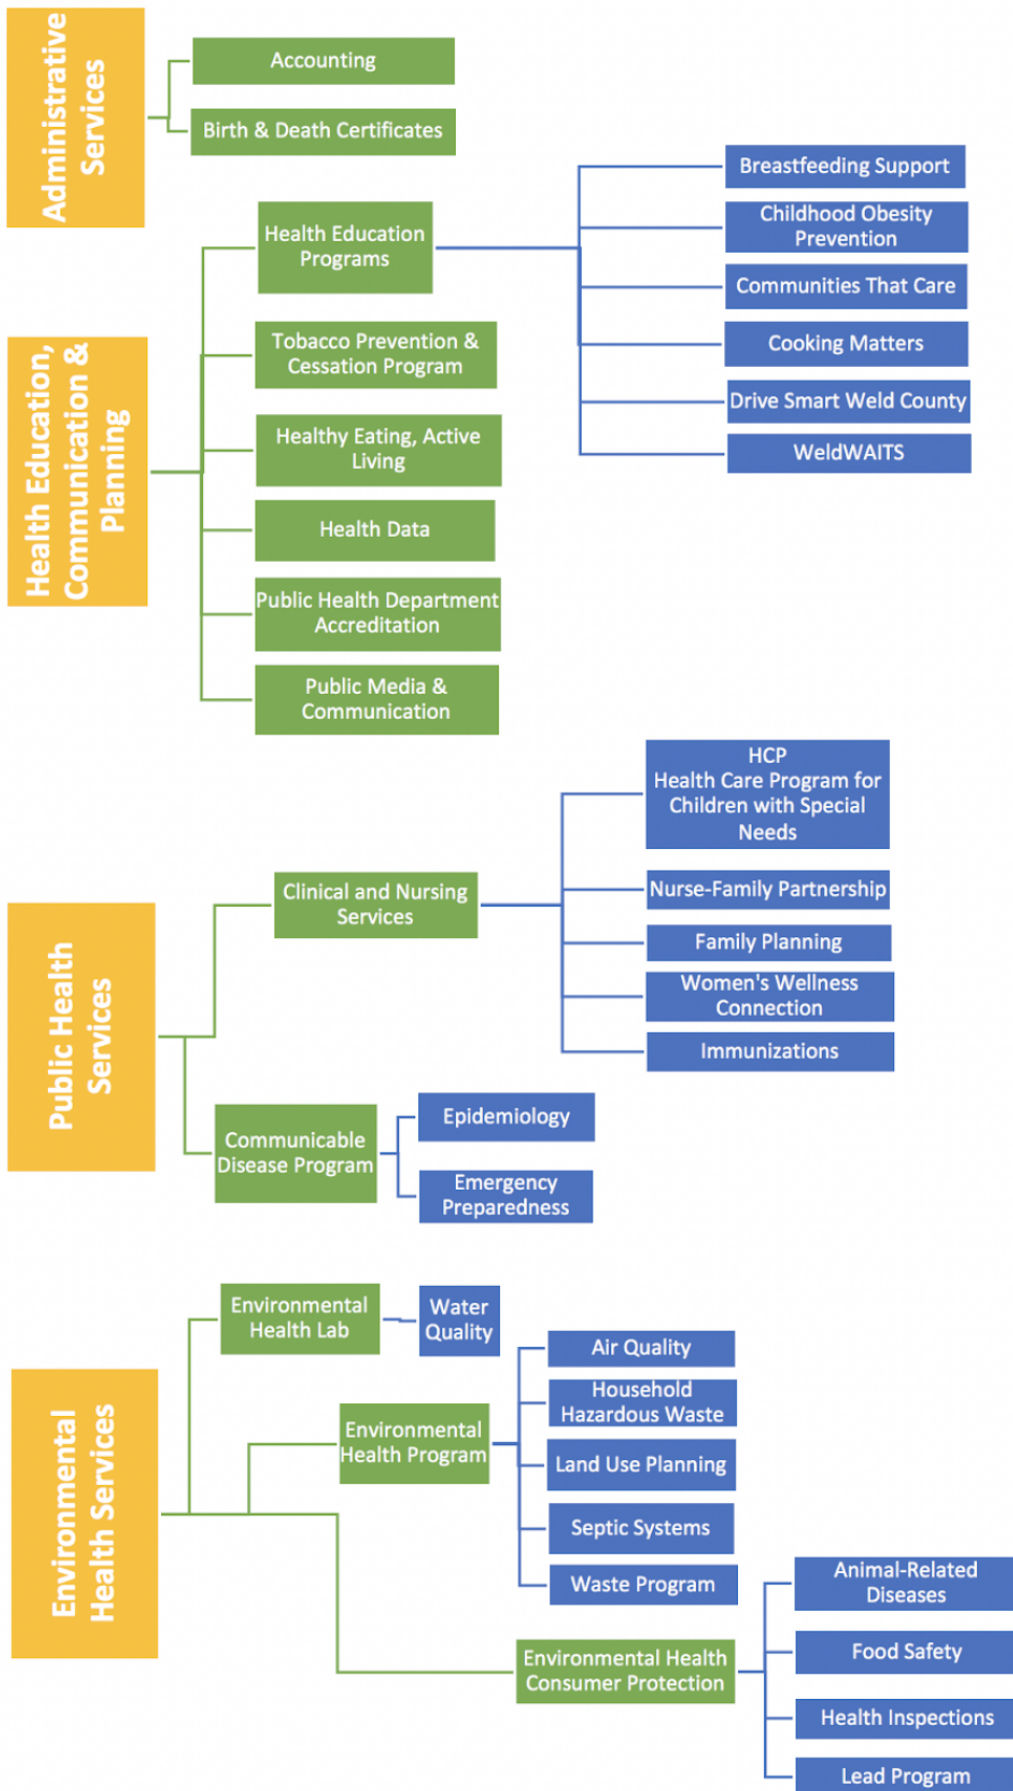 Administrative
Services
Accounting
Birth & Death Certificates
Health Education,
Communication &
Planning
Health Education
Programs
Breastfeeding Support
Childhood Obesity
Prevention
Communities That Care
Cooking Matters
Drive Smart Weld County
WeldWAITS
Tobacco Prevention &
Cessation Program
Healthy Eating, Active
Living
Health Data
Public Health Department
Accreditation
Public Media &
Communication
Public Health
Services
Clinical and Nursing
Services
HCP
Health Care Program for
Children with Special
Needs
Nurse-Family Partnership
Family Planning
Women's Wellness
Connection
Immunizations
Communicable
Disease Program
Epidemiology
Emergency
Preparedness
Environmental
Health Services
Environmental
Health Lab
Water
Quality
Environmental
Health Program
Air Quality
Household
Hazardous Waste
Land Use Planning
Septic Systems
Waste Program
Environmental Health
Consumer Protection
Animal-Related
Diseases
Food Safety
Health Inspections
Lead Program